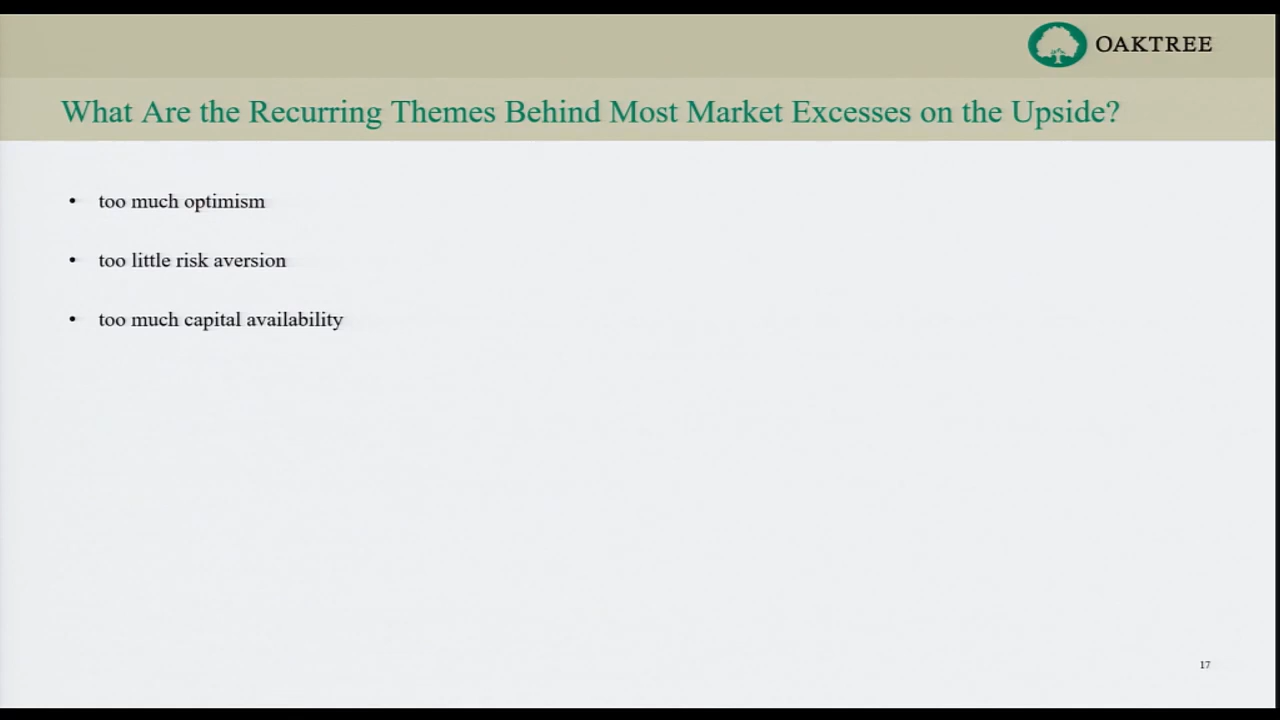 OAKTREE
What Are the Recurring Themes Behind Most Market Excesses on the Upside?
• too much optimism
• too little risk aversion
• too much capital availability
17